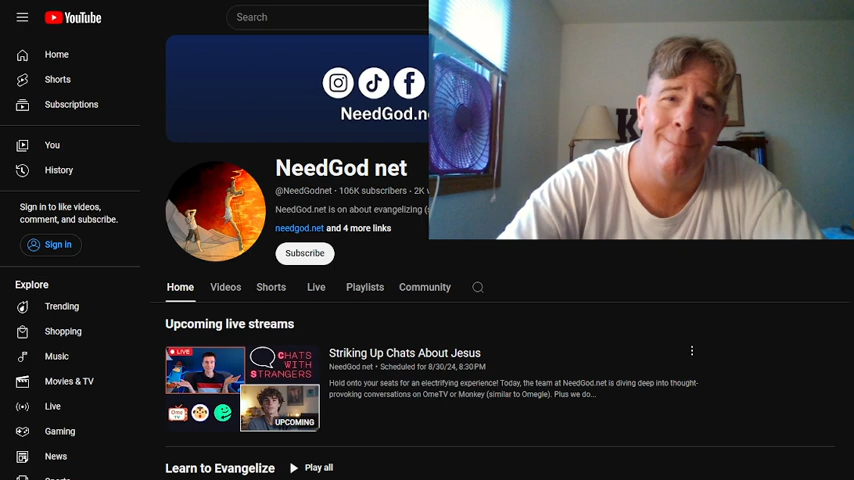 YouTube
Search
Home
Shorts
Subscriptions
You
History
Sign in to like videos,
comment, and subscribe.
Sign in
Explore
Trending
Shopping
Music
Movies & TV
Live
Gaming
News
NeedGod.n
NeedGod net
@NeedGodnet • 106K subscribers • 2K v
NeedGod.net is on about evangelizing (s
needgod.net and 4 more links
Subscribe
Home Videos Shorts Live Playlists Community
Upcoming live streams
LIVE
CHATS
WITH
STRANGERS
Ome
TV
UPCOMING
Striking Up Chats About Jesus
NeedGod net • Scheduled for 8/30/24, 8:30 PM
Hold onto your seats for an electrifying experience! Today, the team at NeedGod.net is diving deep into thought-
provoking conversations on OmeTV or Monkey (similar to Omegle). Plus we do...
Learn to Evangelize Play all
K